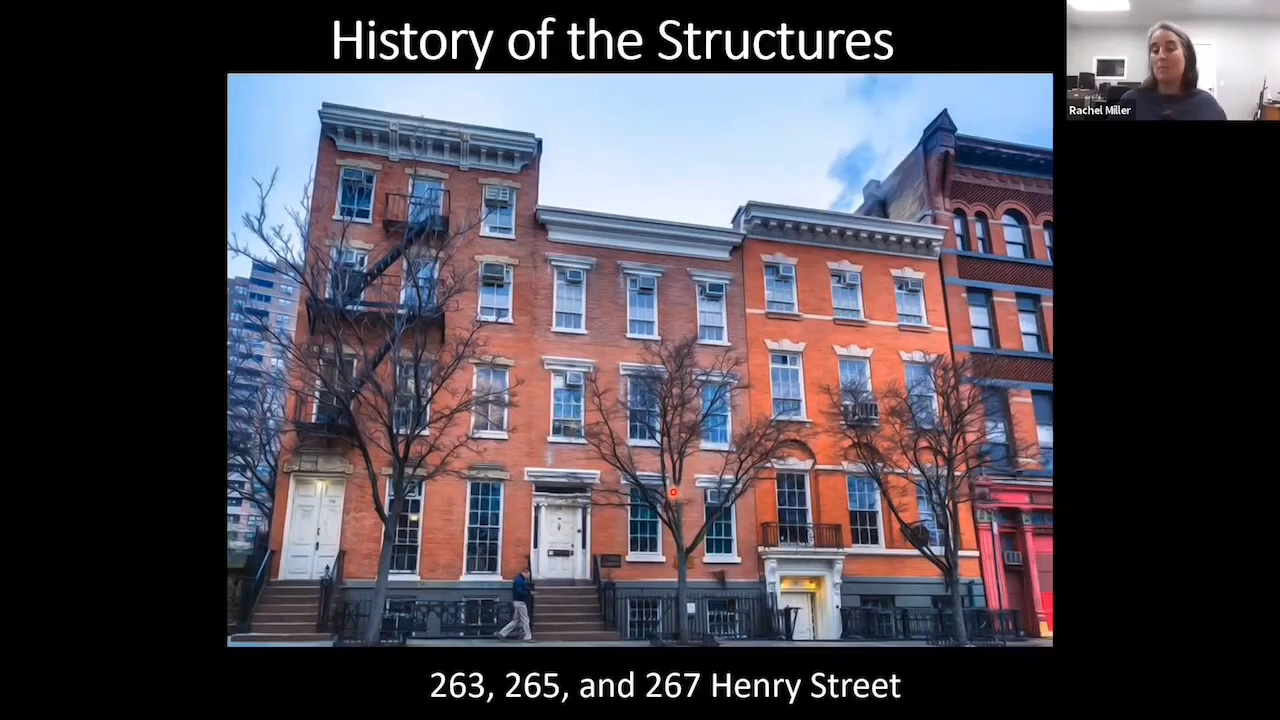 History of the Structures
Rachel Miller
263, 265, and 267 Henry Street